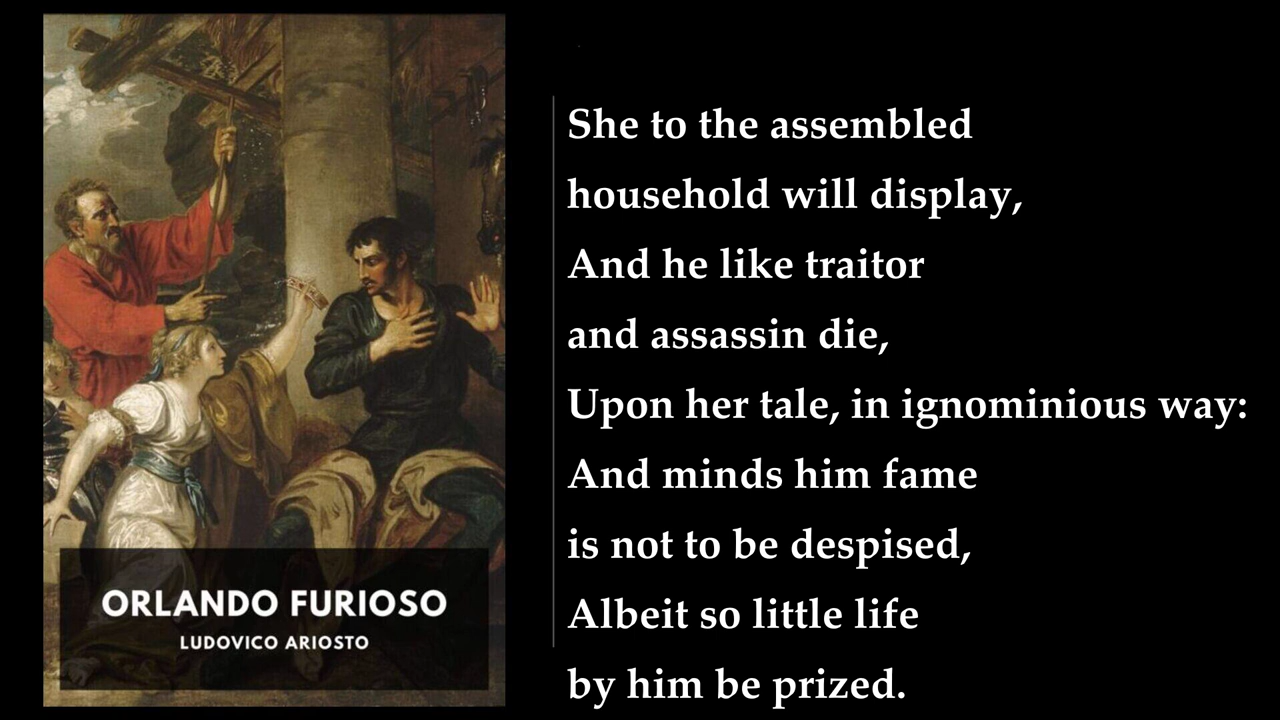 ORLANDO FURIOSO
LUDOVICO ARIOSTO
She to the assembled
household will display,
And he like traitor
and assassin die,
Upon her tale, in ignominious way:
And minds him fame
is not to be despised,
Albeit so little life
by him be prized.